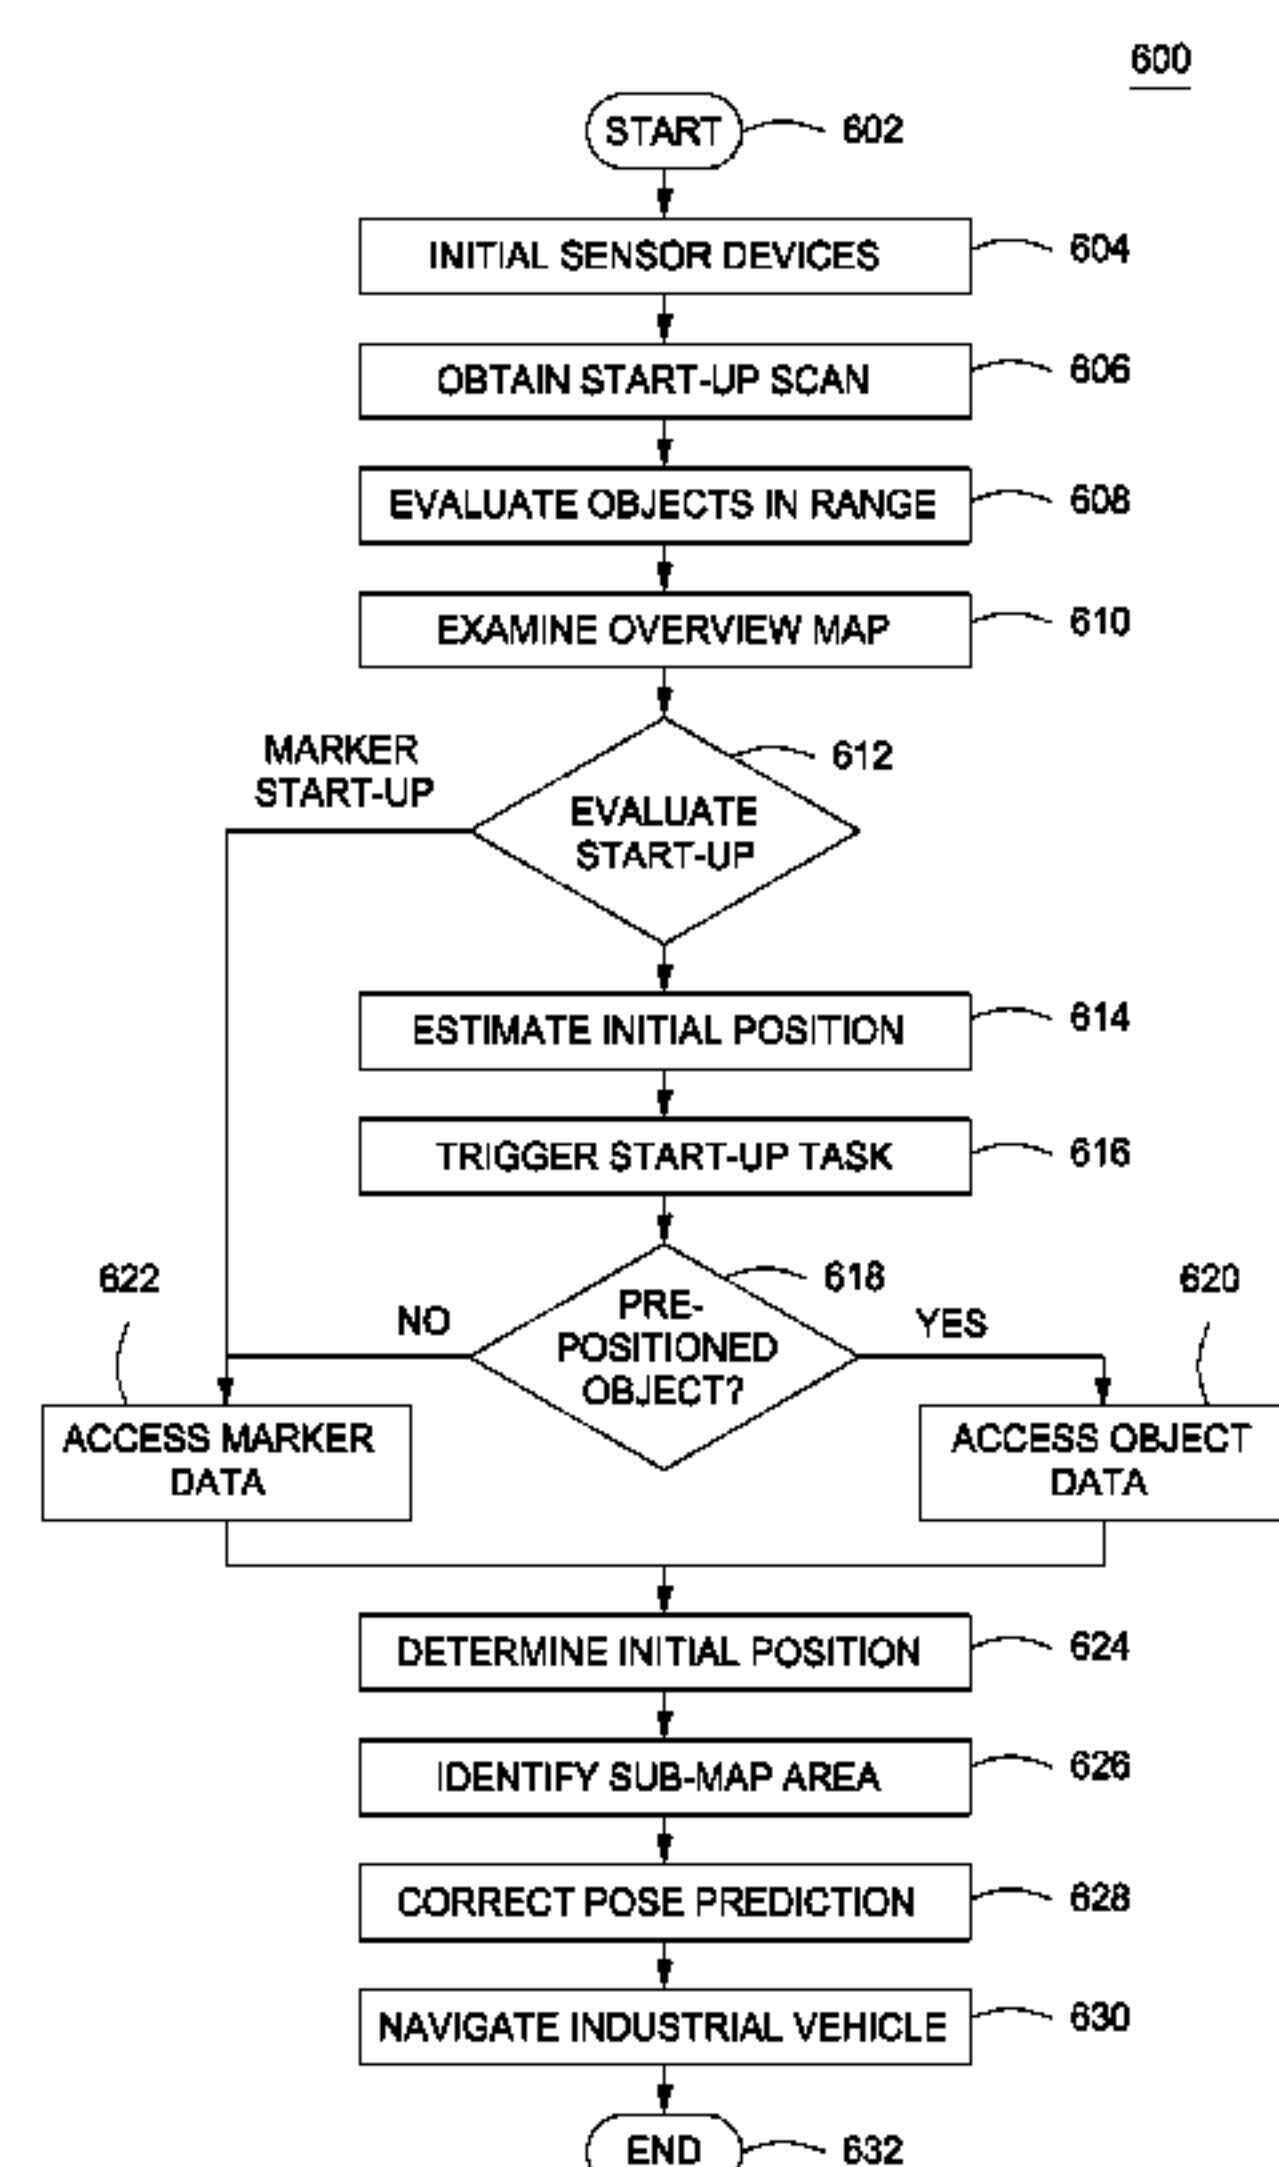 600
START
602
INITIAL SENSOR DEVICES
604
OBTAIN START-UP SCAN
606
EVALUATE OBJECTS IN RANGE
608
EXAMINE OVERVIEW MAP
610
MARKER
START-UP
612
EVALUATE
START-UP
ESTIMATE INITIAL POSITION
614
TRIGGER START-UP TASK
616
622
618
620
NO
PRE-
POSITIONED
OBJECT?
YES
ACCESS MARKER
DATA
ACCESS OBJECT
DATA
DETERMINE INITIAL POSITION
624
IDENTIFY SUB-MAP AREA
626
CORRECT POSE PREDICTION
628
NAVIGATE INDUSTRIAL VEHICLE
630
END
632